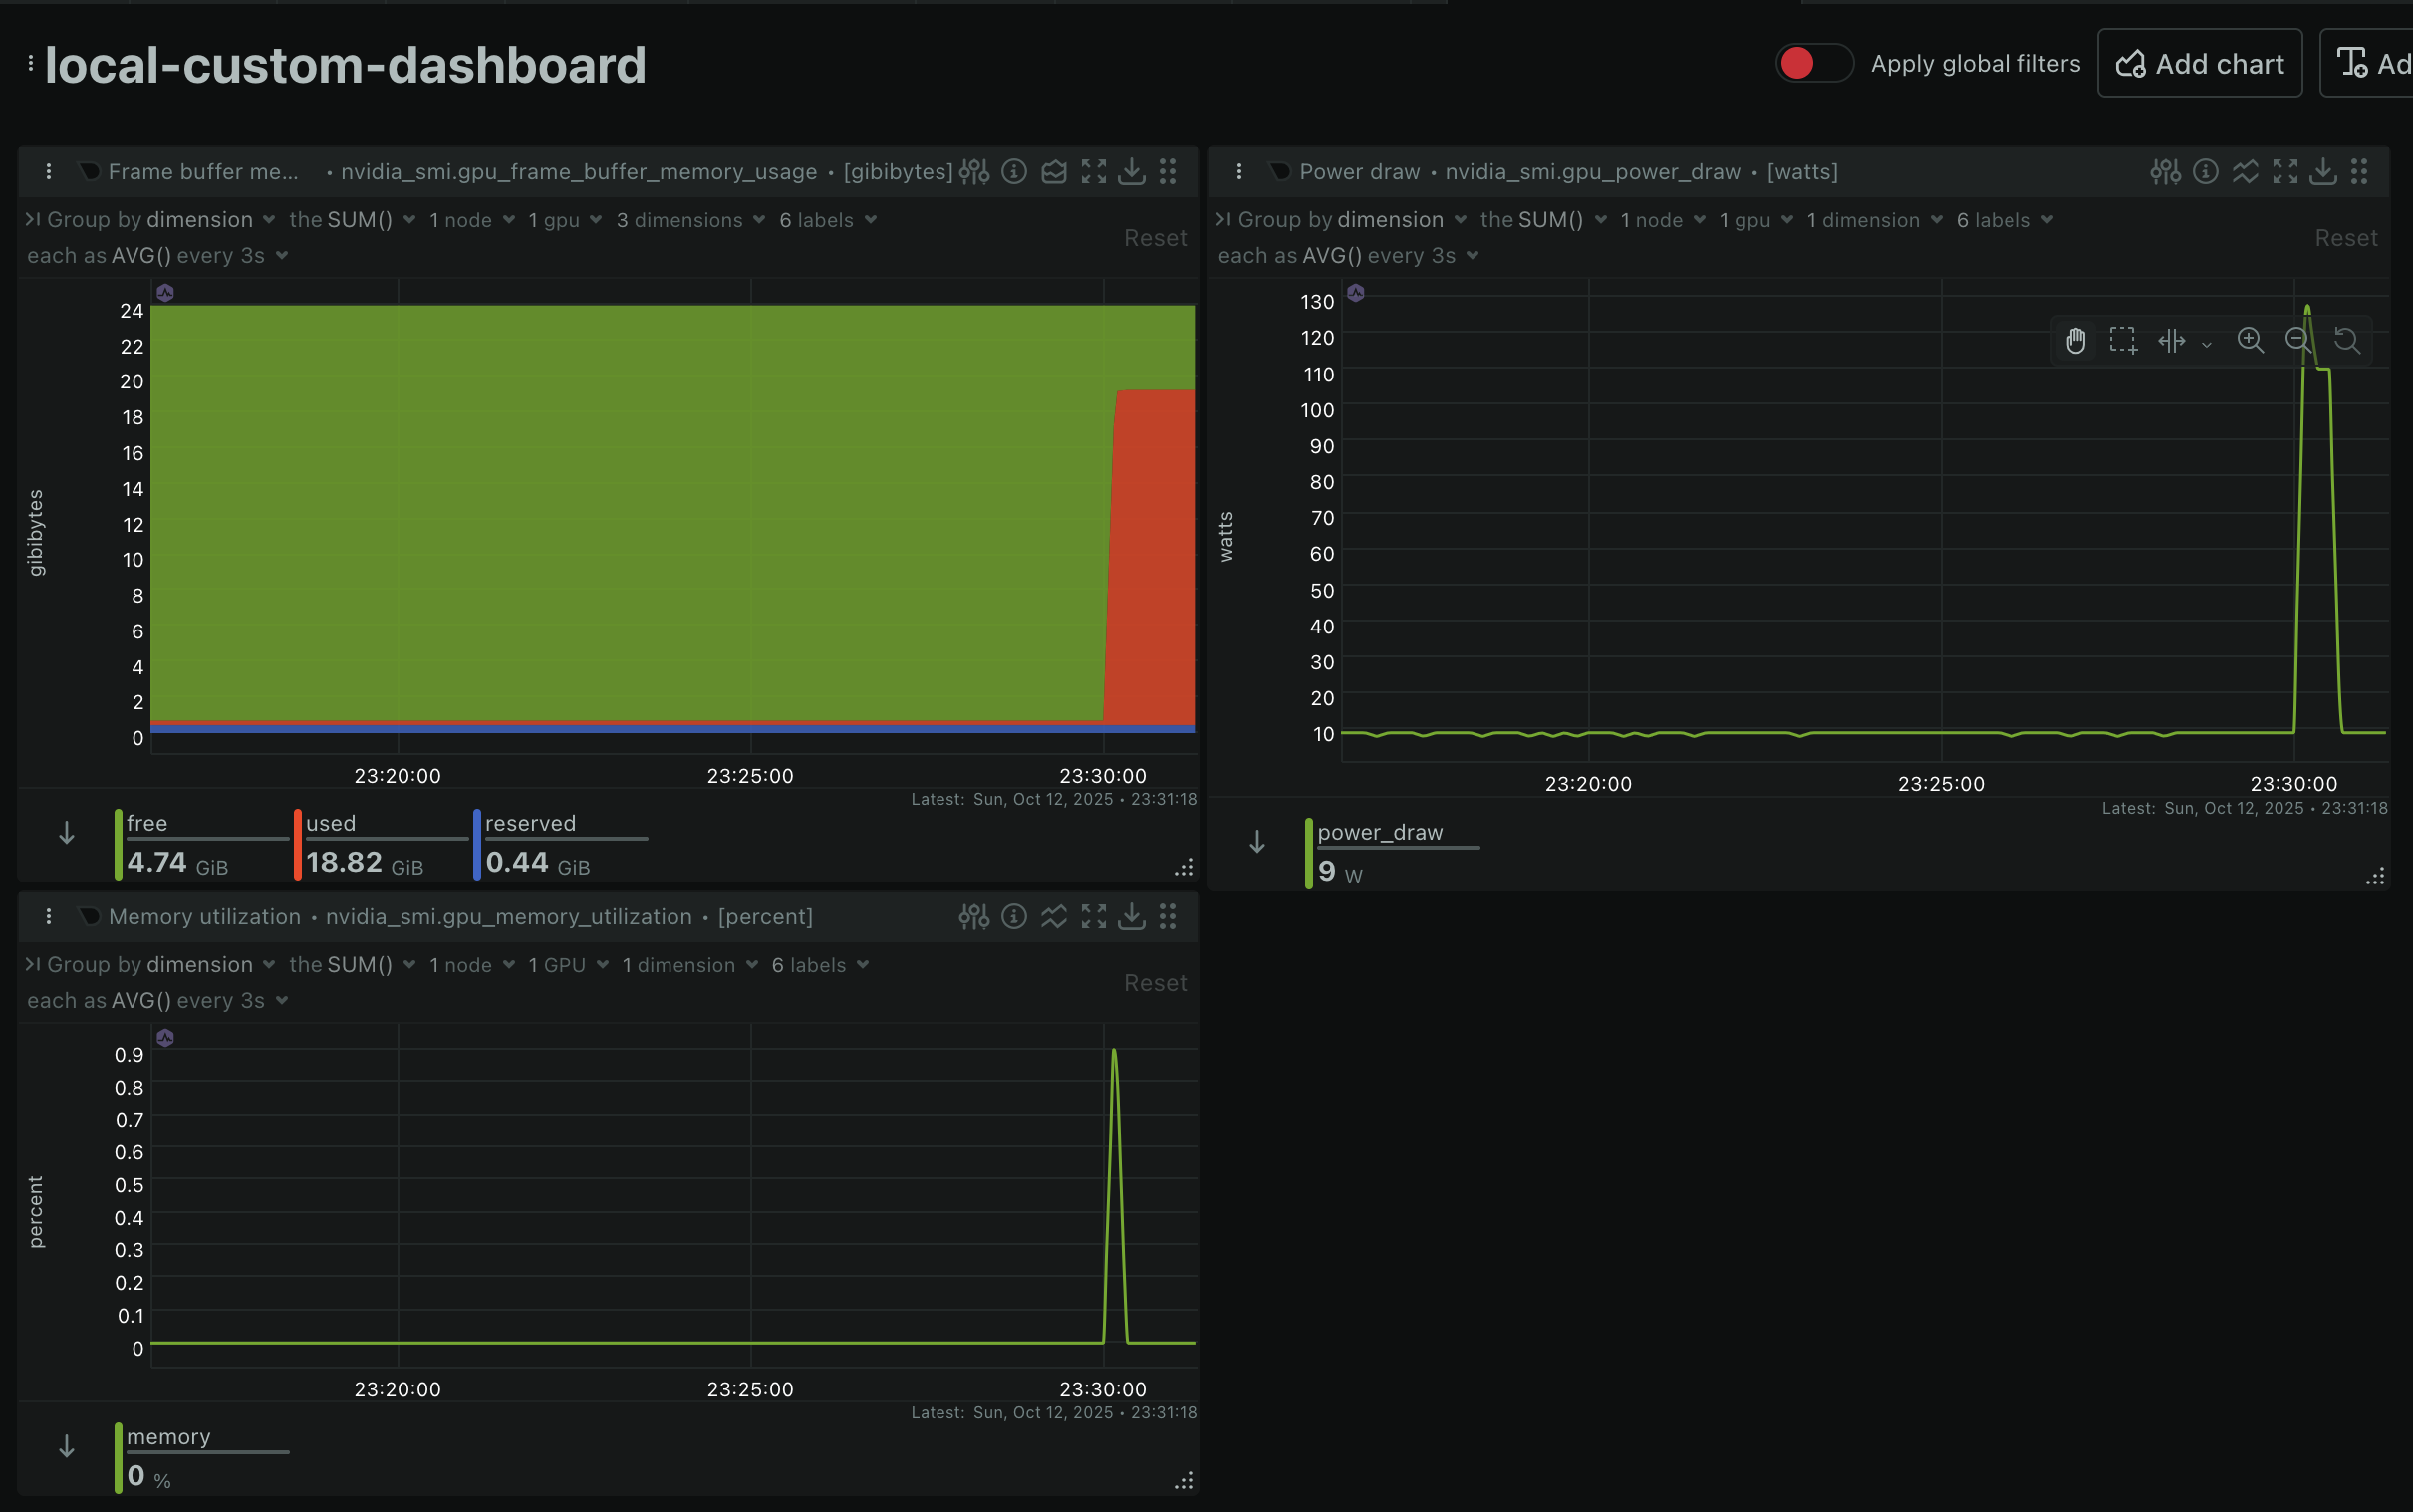 local-custom-dashboard
Apply global filters
Add chart
Ad
Frame buffer me... • nvidia_smi.gpu_frame_buffer_memory_usage • [gibibytes]
Group by dimension the SUM() 1 node 1 gpu 3 dimensions 6 labels
each as AVG() every 3s
Reset
24
22
20
18
16
14
12
10
8
6
4
2
0
gibibytes
23:20:00
23:25:00
23:30:00
Latest: Sun, Oct 12, 2025 • 23:31:18
free
4.74 GiB
used
18.82 GiB
reserved
0.44 GiB
Power draw • nvidia_smi.gpu_power_draw • [watts]
Group by dimension the SUM() 1 node 1 gpu 1 dimension 6 labels
each as AVG() every 3s
Reset
130
120
110
100
90
80
70
60
50
40
30
20
10
watts
23:20:00
23:25:00
23:30:00
Latest: Sun, Oct 12, 2025 • 23:31:18
power_draw
9 W
Memory utilization • nvidia_smi.gpu_memory_utilization • [percent]
Group by dimension the SUM() 1 node 1 GPU 1 dimension 6 labels
each as AVG() every 3s
Reset
0.9
0.8
0.7
0.6
0.5
0.4
0.3
0.2
0.1
0
percent
23:20:00
23:25:00
23:30:00
Latest: Sun, Oct 12, 2025 • 23:31:18
memory
0 %